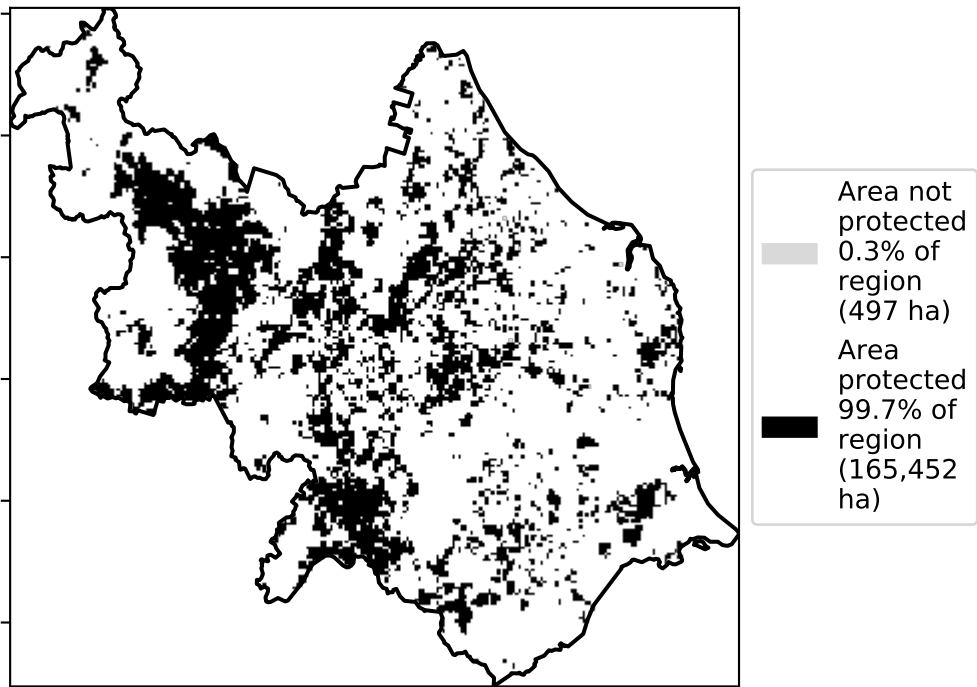 Area not
protected
0.3% of
region
(497 ha)
Area
protected
99.7% of
region
(165,452
ha)